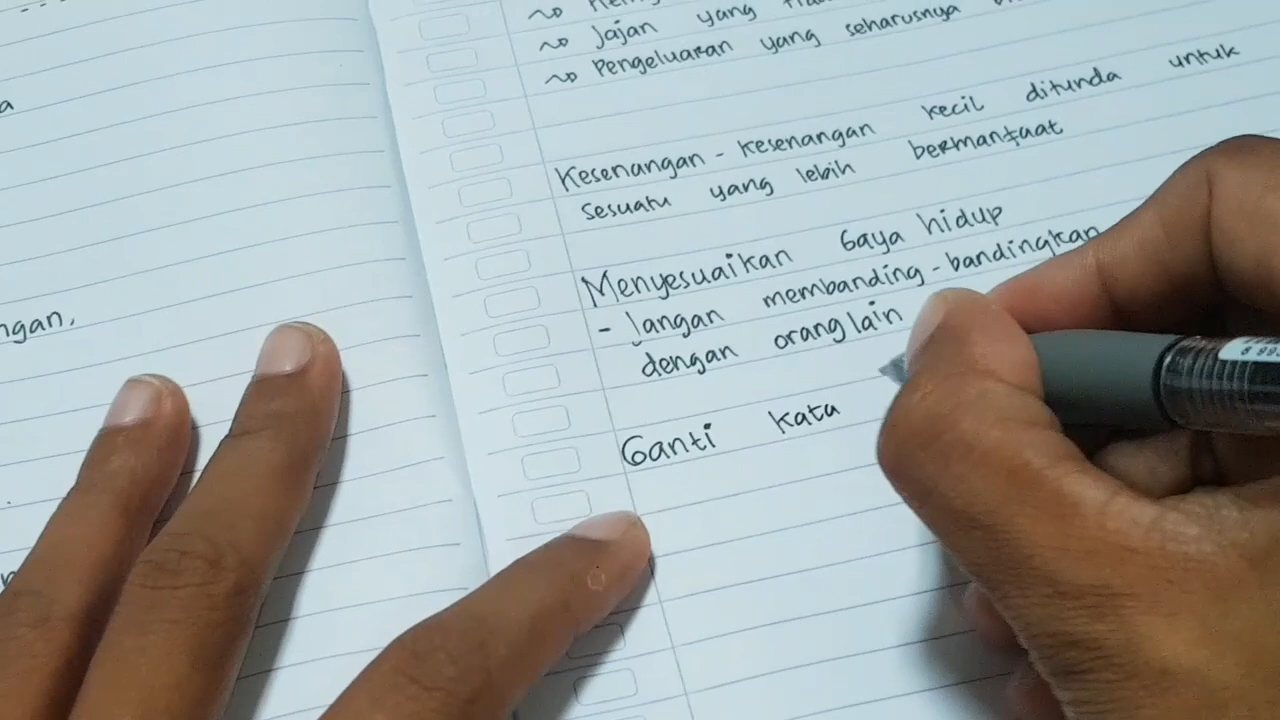 a
ngan,
~> Jajan yang
~> Pengeluaran yang seharusnya
Kesenangan - kesenangan kecil ditunda untuk
sesuatu yang lebih bermanfaat
Menyesuaikan Gaya hidup
- Jangan membanding - bandingkan
dengan orang lain
Ganti kata